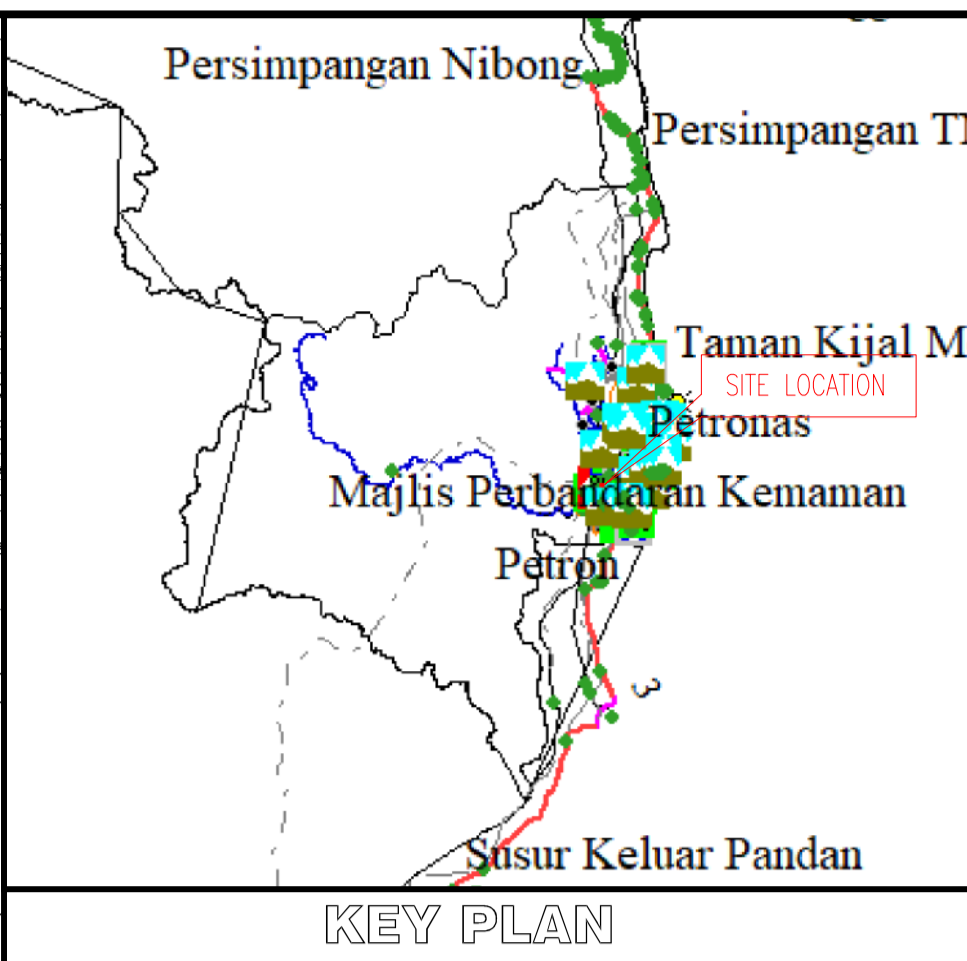 Persimpangan Nibong
Persimpangan
Taman Kijal M
SITE LOCATION
Petronas
Majlis Perbandaran Kemaman
Petron
3
Susur Keluar Pandan
KEY PLAN